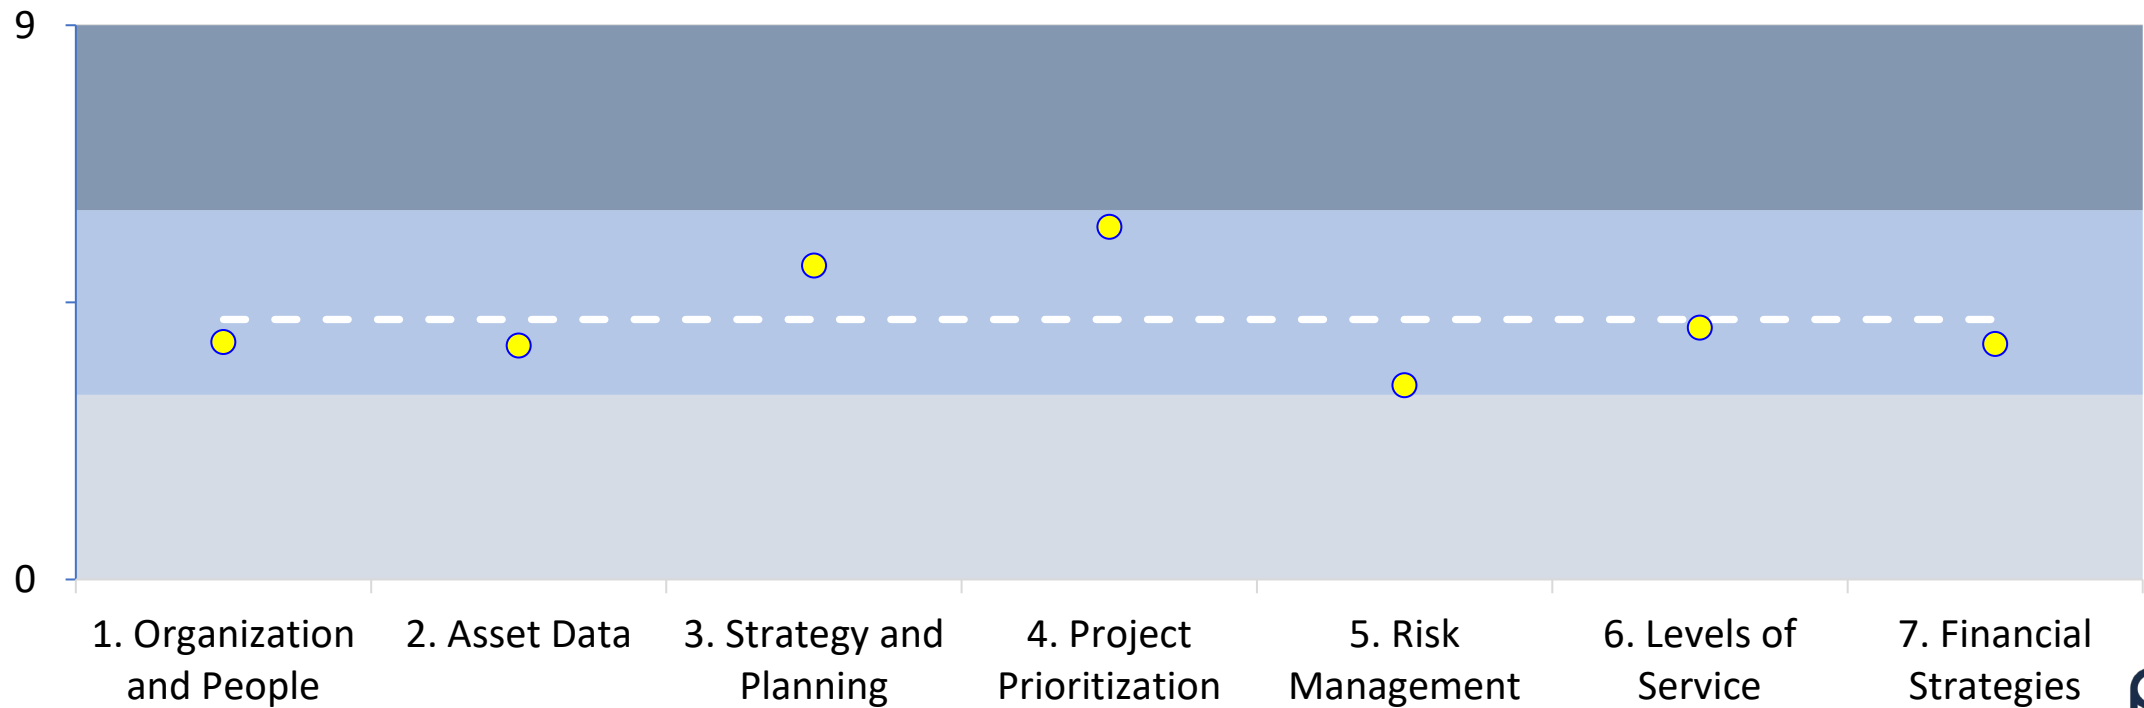 9
0
1. Organization and People
2. Asset Data
3. Strategy and Planning
4. Project Prioritization
5. Risk Management
6. Levels of Service
7. Financial Strategies